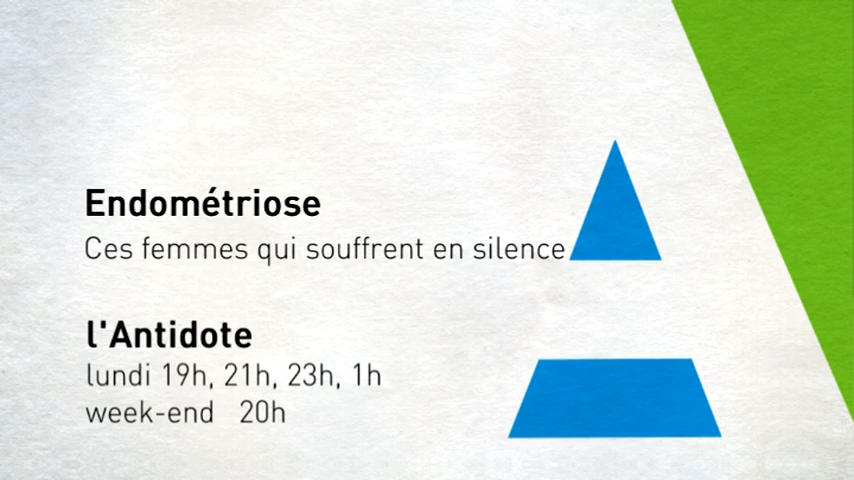 Endométriose
Ces femmes qui souffrent en silence
l'Antidote
lundi 19h, 21h, 23h, 1h
week-end 20h